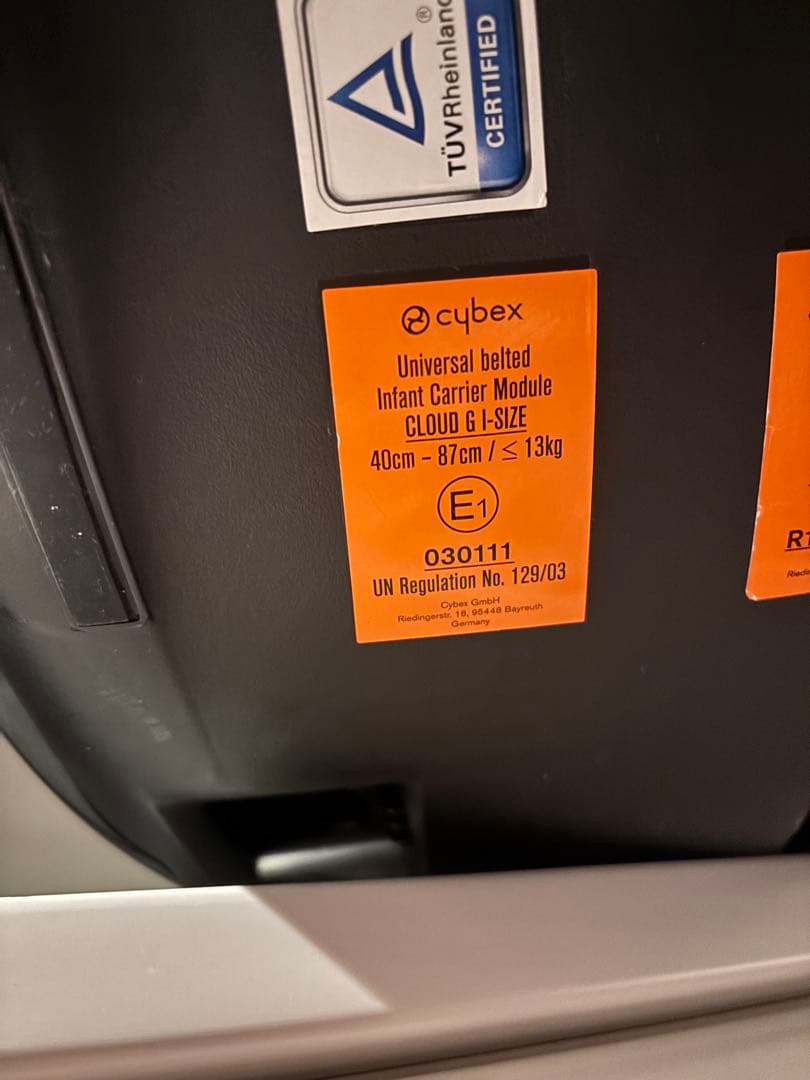 TÜVRheinland®
CERTIFIED
cybex
Universal belted
Infant Carrier Module
CLOUD G I-SIZE
40cm – 87cm / ≤ 13kg
E1
030111
UN Regulation No. 129/03
Cybex GmbH
Riedingerstr. 18, 95448 Bayreuth
Germany